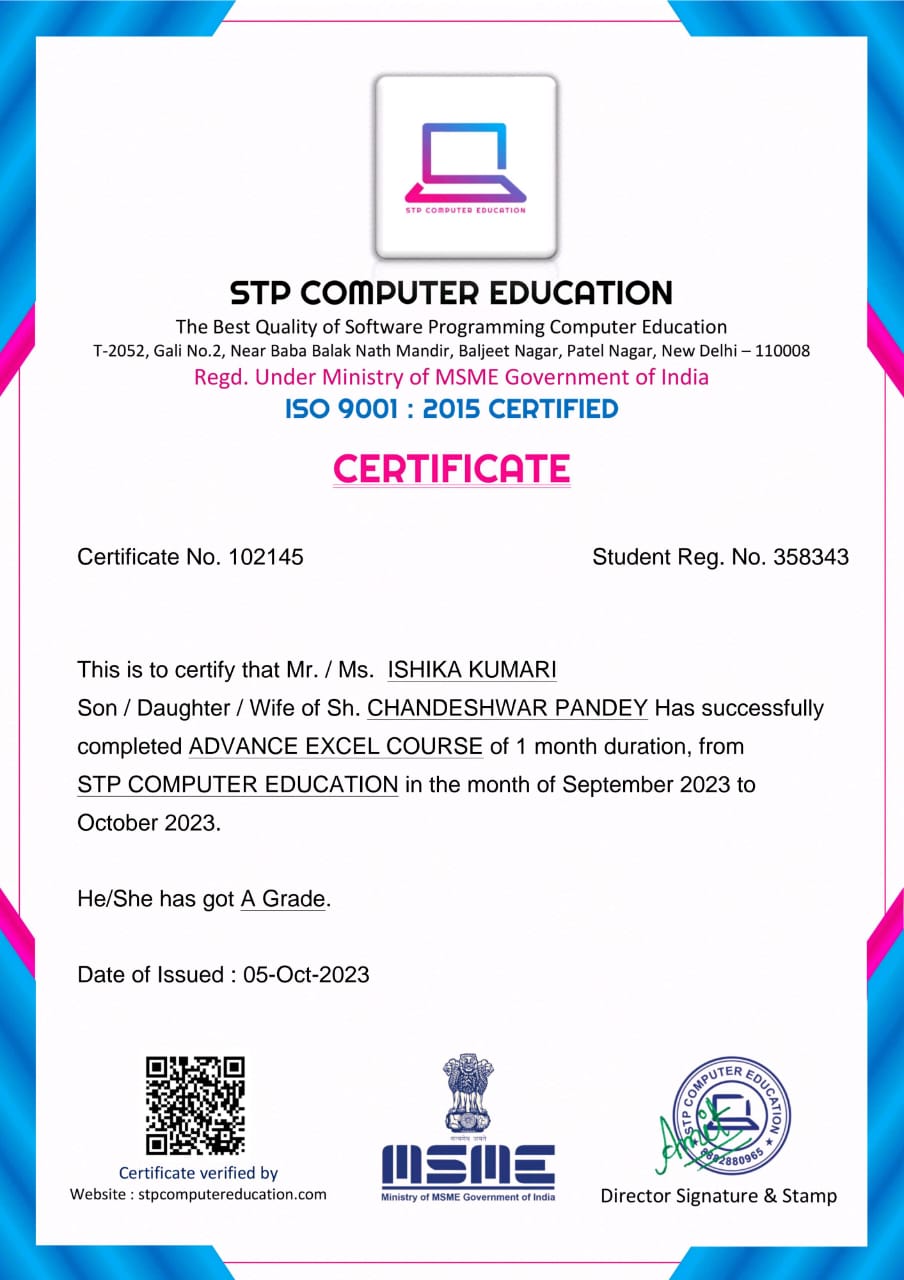 STP COMPUTER EDUCATION
STP COMPUTER EDUCATION
The Best Quality of Software Programming Computer Education
T-2052, Gali No.2, Near Baba Balak Nath Mandir, Baljeet Nagar, Patel Nagar, New Delhi – 110008
Regd. Under Ministry of MSME Government of India
ISO 9001 : 2015 CERTIFIED
CERTIFICATE
Certificate No. 102145
Student Reg. No. 358343
This is to certify that Mr. / Ms. ISHIKA KUMARI
Son / Daughter / Wife of Sh. CHANDESHWAR PANDEY Has successfully
completed ADVANCE EXCEL COURSE of 1 month duration, from
STP COMPUTER EDUCATION in the month of September 2023 to
October 2023.
He/She has got A Grade.
Date of Issued : 05-Oct-2023
Certificate verified by
Website : stpcomputereducation.com
सत्यमेव जयते
MSME
Ministry of MSME Government of India
STP COMPUTER EDUCATION
8892880965
Amit
Director Signature & Stamp